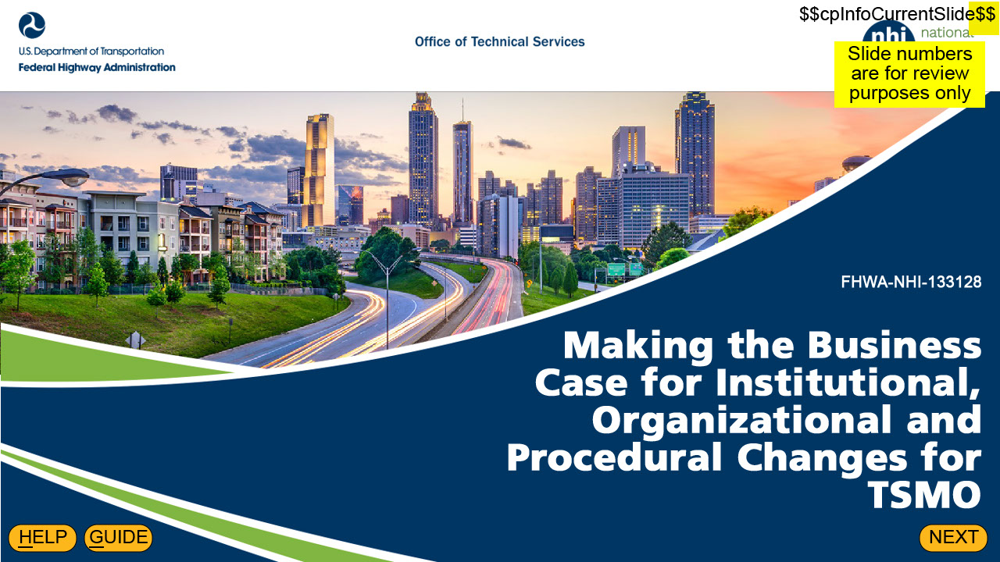 $$cpInfoCurrentSlide$$
U.S. Department of Transportation
Federal Highway Administration
Office of Technical Services
nhi national
Slide numbers
are for review
purposes only
FHWA-NHI-133128
Making the Business
Case for Institutional,
Organizational and
Procedural Changes for
TSMO
HELP
GUIDE
NEXT